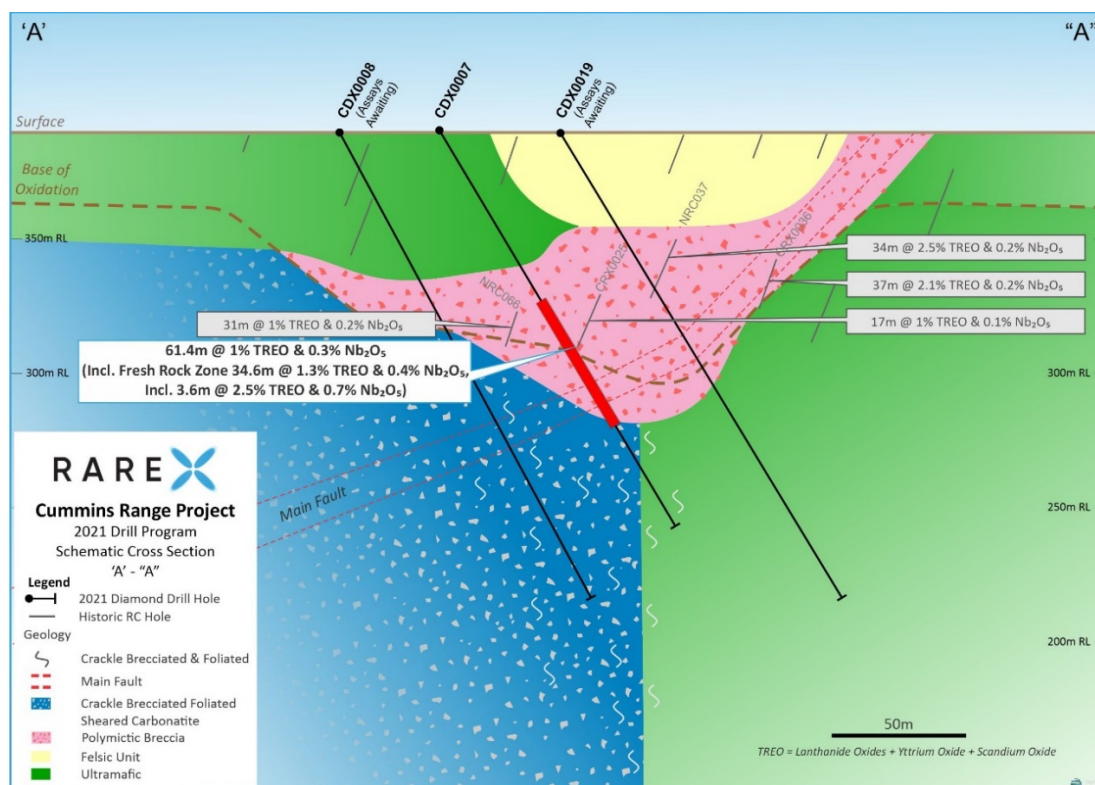 'A'
“A”
CDX0008
(Assays
Awaiting)
CDX0007
CDX0019
(Assays
Awaiting)
Surface
Base of
Oxidation
350m RL
350m RL
NRC037
CRX0036
CRX0025
NRC066
34m @ 2.5% TREO & 0.2% Nb₂O₅
37m @ 2.1% TREO & 0.2% Nb₂O₅
17m @ 1% TREO & 0.1% Nb₂O₅
31m @ 1% TREO & 0.2% Nb₂O₅
61.4m @ 1% TREO & 0.3% Nb₂O₅
(Incl. Fresh Rock Zone 34.6m @ 1.3% TREO & 0.4% Nb₂O₅,
Incl. 3.6m @ 2.5% TREO & 0.7% Nb₂O₅)
300m RL
300m RL
Main Fault
250m RL
200m RL
RAREX
Cummins Range Project
2021 Drill Program
Schematic Cross Section
'A' - “A”
Legend
2021 Diamond Drill Hole
Historic RC Hole
Geology
Crackle Brecciated & Foliated
Main Fault
Crackle Brecciated Foliated
Sheared Carbonatite
Polymictic Breccia
Felsic Unit
Ultramafic
50m
TREO = Lanthanide Oxides + Yttrium Oxide + Scandium Oxide